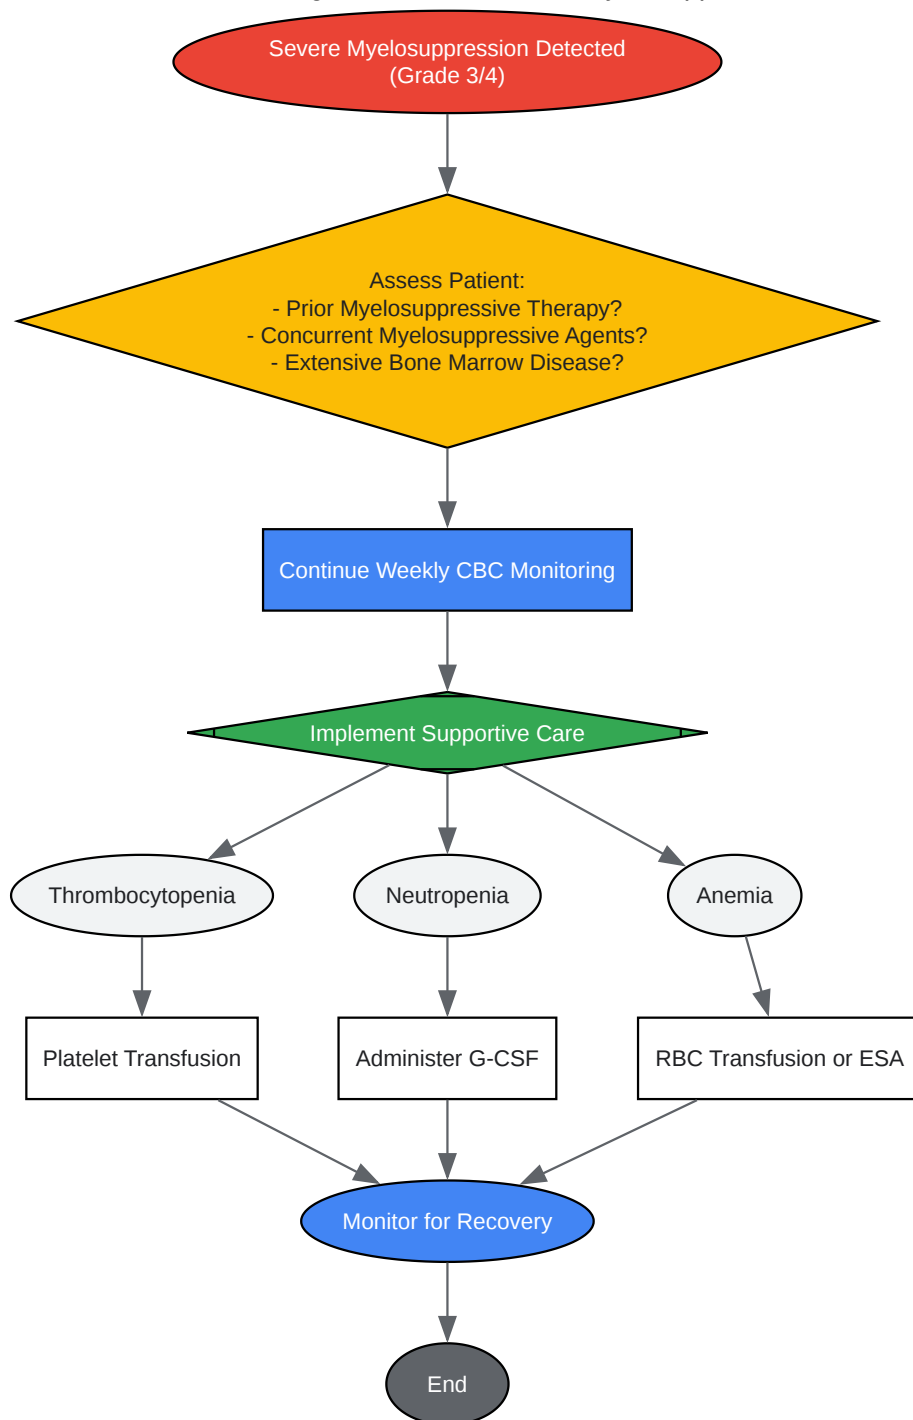 Severe Myelosuppression Detected
(Grade 3/4)
Assess Patient:
- Prior Myelosuppressive Therapy?
- Concurrent Myelosuppressive Agents?
- Extensive Bone Marrow Disease?
Continue Weekly CBC Monitoring
Implement Supportive Care
Thrombocytopenia
Neutropenia
Anemia
Platelet Transfusion
Administer G-CSF
RBC Transfusion or ESA
Monitor for Recovery
End